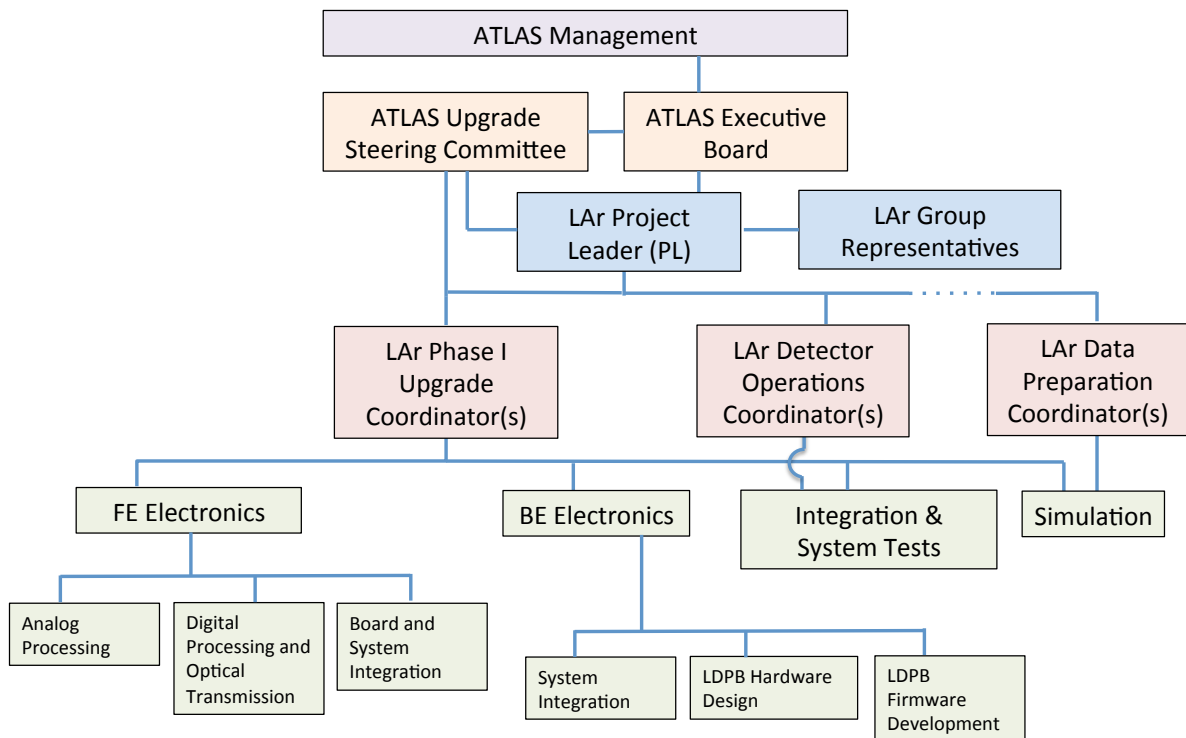 ATLAS Management
ATLAS Upgrade
Steering Committee
ATLAS Executive
Board
LAr Project
Leader (PL)
LAr Group
Representatives
LAr Phase I
Upgrade
Coordinator(s)
LAr Detector
Operations
Coordinator(s)
LAr Data
Preparation
Coordinator(s)
FE Electronics
BE Electronics
Integration &
System Tests
Simulation
Analog
Processing
Digital
Processing and
Optical
Transmission
Board and
System
Integration
System
Integration
LDPB Hardware
Design
LDPB
Firmware
Development